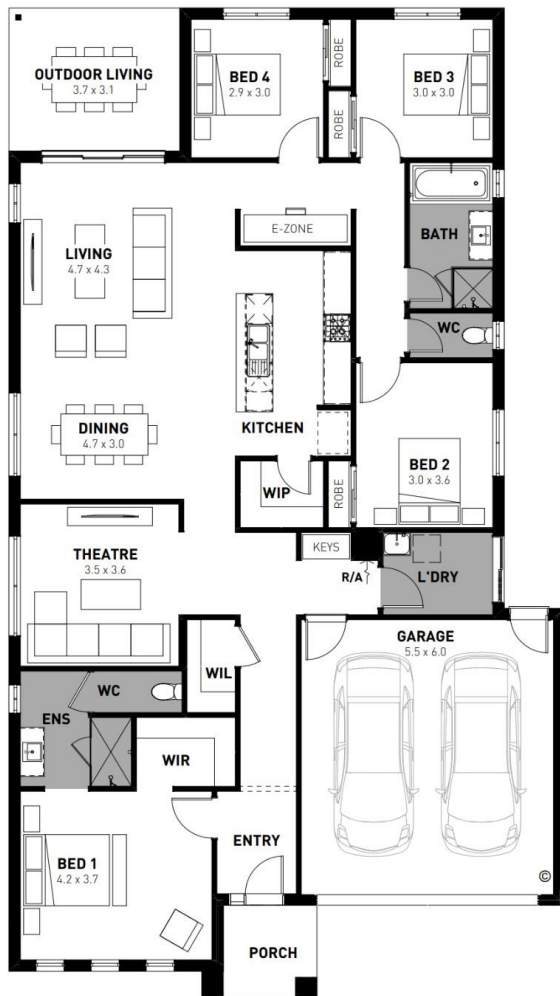 OUTDOOR LIVING
3.7 x 3.1
BED 4
2.9 x 3.0
ROBE
ROBE
BED 3
3.0 x 3.0
E-ZONE
BATH
LIVING
4.7 x 4.3
WC
DINING
4.7 x 3.0
KITCHEN
WIP
ROBE
BED 2
3.0 x 3.6
THEATRE
3.5 x 3.6
KEYS
R/A
L'DRY
GARAGE
5.5 x 6.0
WIL
WC
ENS
WIR
BED 1
4.2 x 3.7
ENTRY
©
PORCH